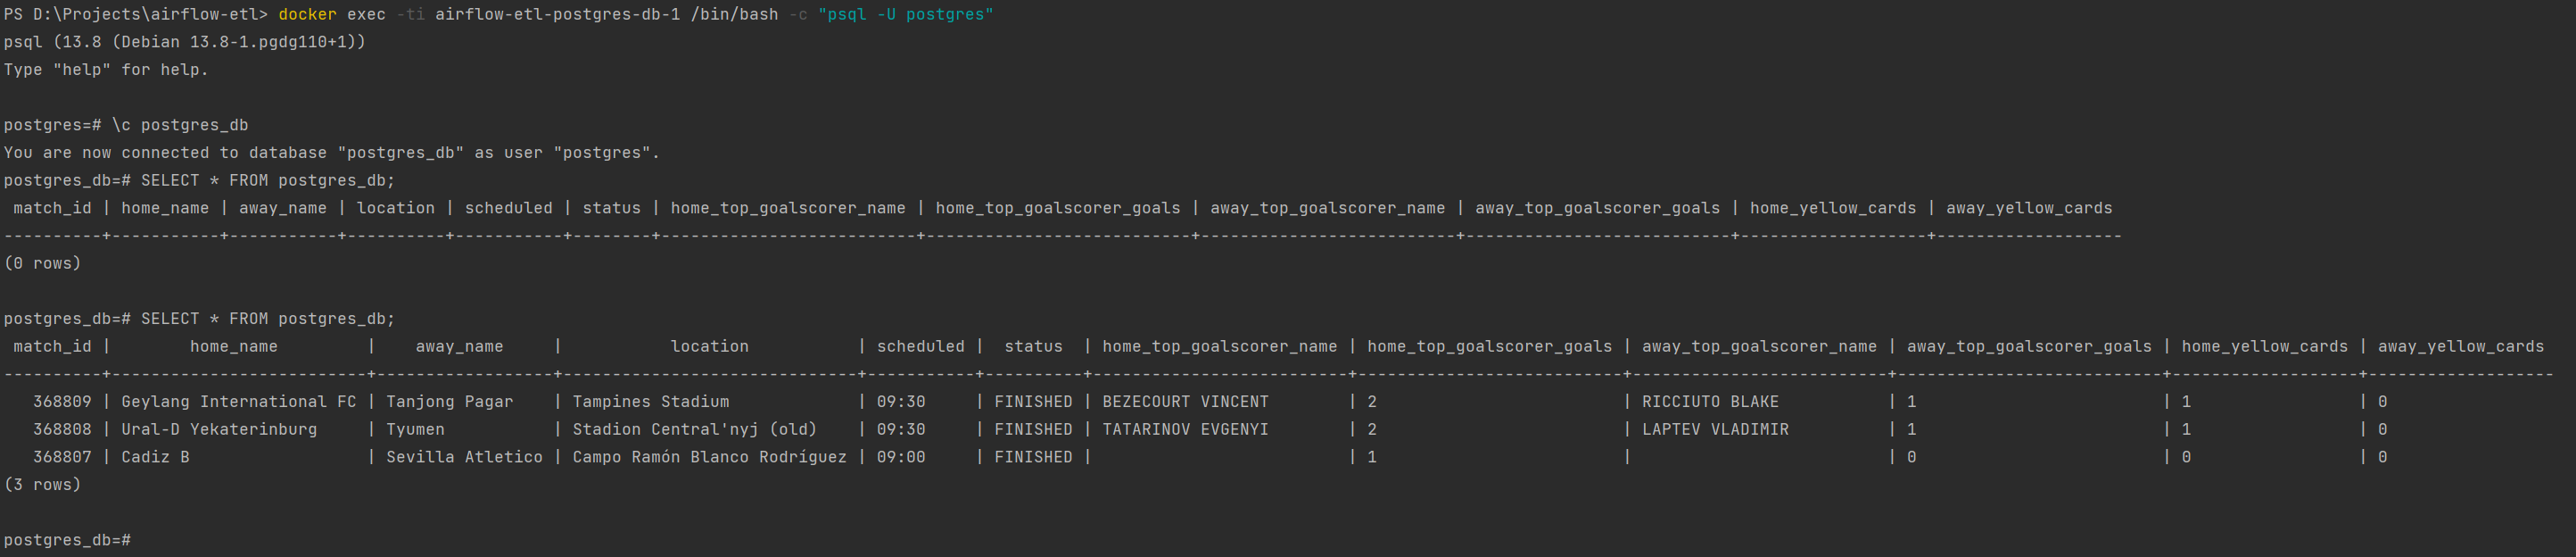 PS D:\Projects\airflow-etl> docker exec -ti airflow-etl-postgres-db-1 /bin/bash -c "psql -U postgres"
psql (13.8 (Debian 13.8-1.pgdg110+1))
Type "help" for help.

postgres=# \c postgres_db
You are now connected to database "postgres_db" as user "postgres".
postgres_db=# SELECT * FROM postgres_db;
 match_id | home_name | away_name | location | scheduled | status | home_top_goalscorer_name | home_top_goalscorer_goals | away_top_goalscorer_name | away_top_goalscorer_goals | home_yellow_cards | away_yellow_cards
----------+-----------+-----------+----------+-----------+--------+--------------------------+---------------------------+--------------------------+---------------------------+-------------------+-------------------
(0 rows)

postgres_db=# SELECT * FROM postgres_db;
 match_id |        home_name         |    away_name     |           location           | scheduled |  status  | home_top_goalscorer_name | home_top_goalscorer_goals | away_top_goalscorer_name | away_top_goalscorer_goals | home_yellow_cards | away_yellow_cards
----------+--------------------------+------------------+------------------------------+-----------+----------+--------------------------+---------------------------+--------------------------+---------------------------+-------------------+-------------------
   368809 | Geylang International FC | Tanjong Pagar    | Tampines Stadium             | 09:30     | FINISHED | BEZECOURT VINCENT        | 2                         | RICCIUTO BLAKE           | 1                         | 1                 | 0
   368808 | Ural-D Yekaterinburg     | Tyumen           | Stadion Central'nyj (old)    | 09:30     | FINISHED | TATARINOV EVGENYI        | 2                         | LAPTEV VLADIMIR          | 1                         | 1                 | 0
   368807 | Cadiz B                  | Sevilla Atletico | Campo Ramón Blanco Rodríguez | 09:00     | FINISHED |                          | 1                         |                          | 0                         | 0                 | 0
(3 rows)

postgres_db=#